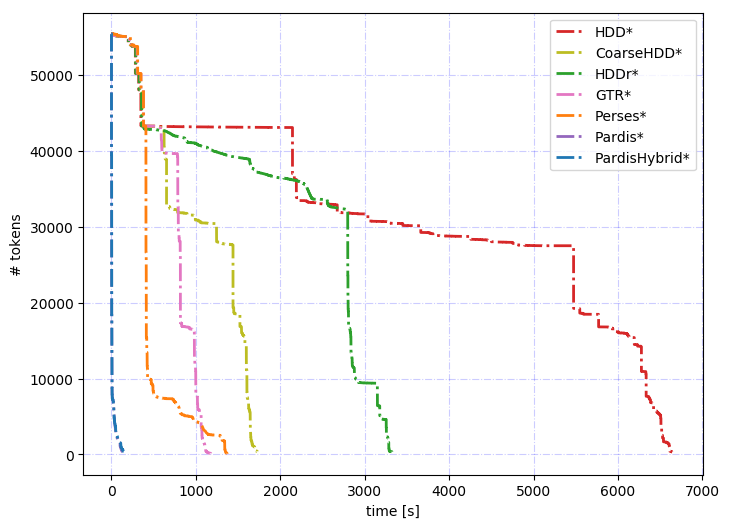 HDD*
CoarseHDD*
HDDr*
GTR*
Perses*
Pardis*
PardisHybrid*
50000
40000
30000
20000
10000
0
# tokens
0 1000 2000 3000 4000 5000 6000 7000
time [s]